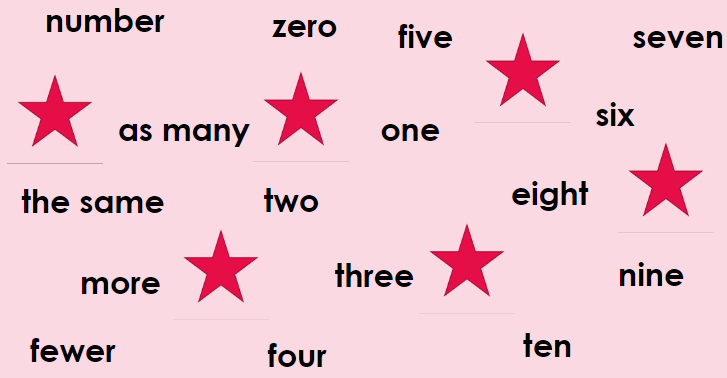 number
zero
five
seven
as many
one
six
the same
two
eight
more
three
nine
fewer
four
ten